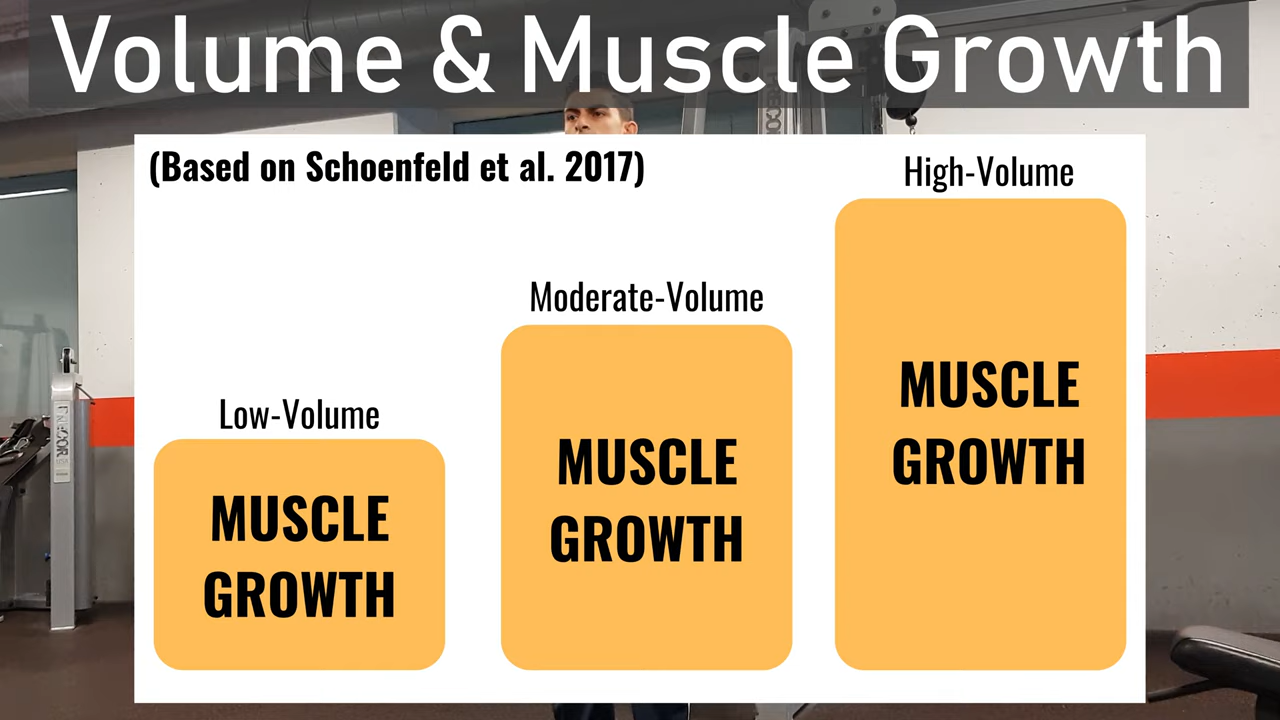 Volume & Muscle Growth
(Based on Schoenfeld et al. 2017)
High-Volume
Moderate-Volume
Low-Volume
MUSCLE
GROWTH
MUSCLE
GROWTH
MUSCLE
GROWTH
PRECOR